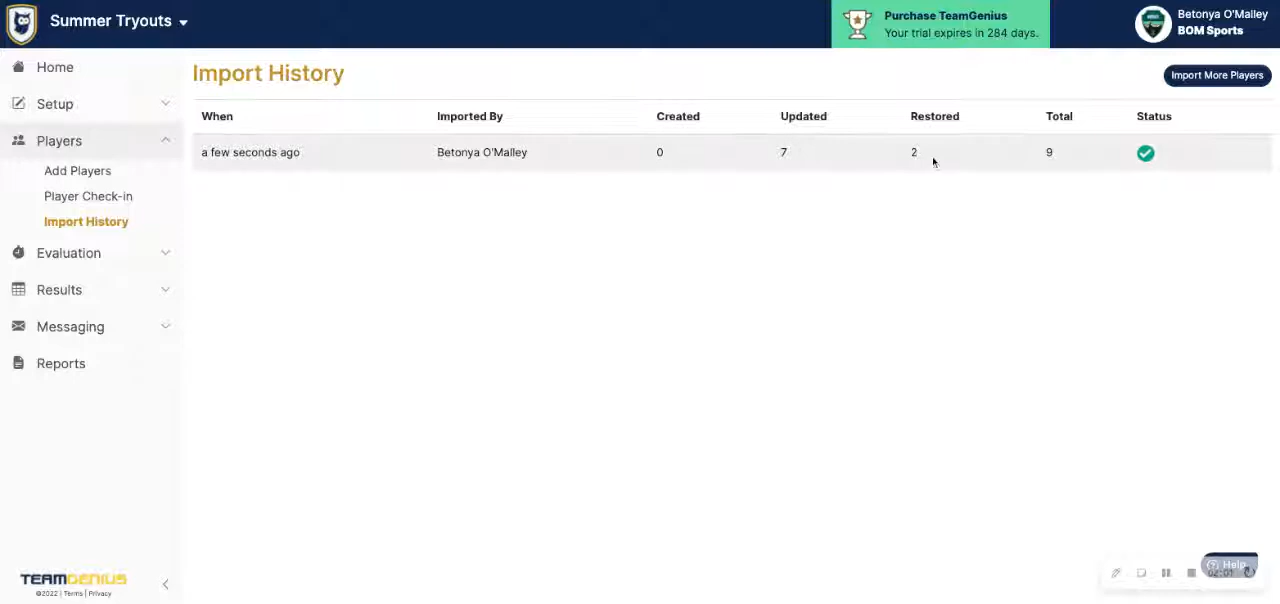 Summer Tryouts
Purchase TeamGenius
Your trial expires in 284 days.
Betonya O'Malley
BOM Sports
Home
Setup
Players
Add Players
Player Check-in
Import History
Evaluation
Results
Messaging
Reports
TEAMGENIUS
©2022 | Terms | Privacy
Import History
Import More Players
When Imported By Created Updated Restored Total Status
a few seconds ago Betonya O'Malley 0 7 2 9
Help
02:01